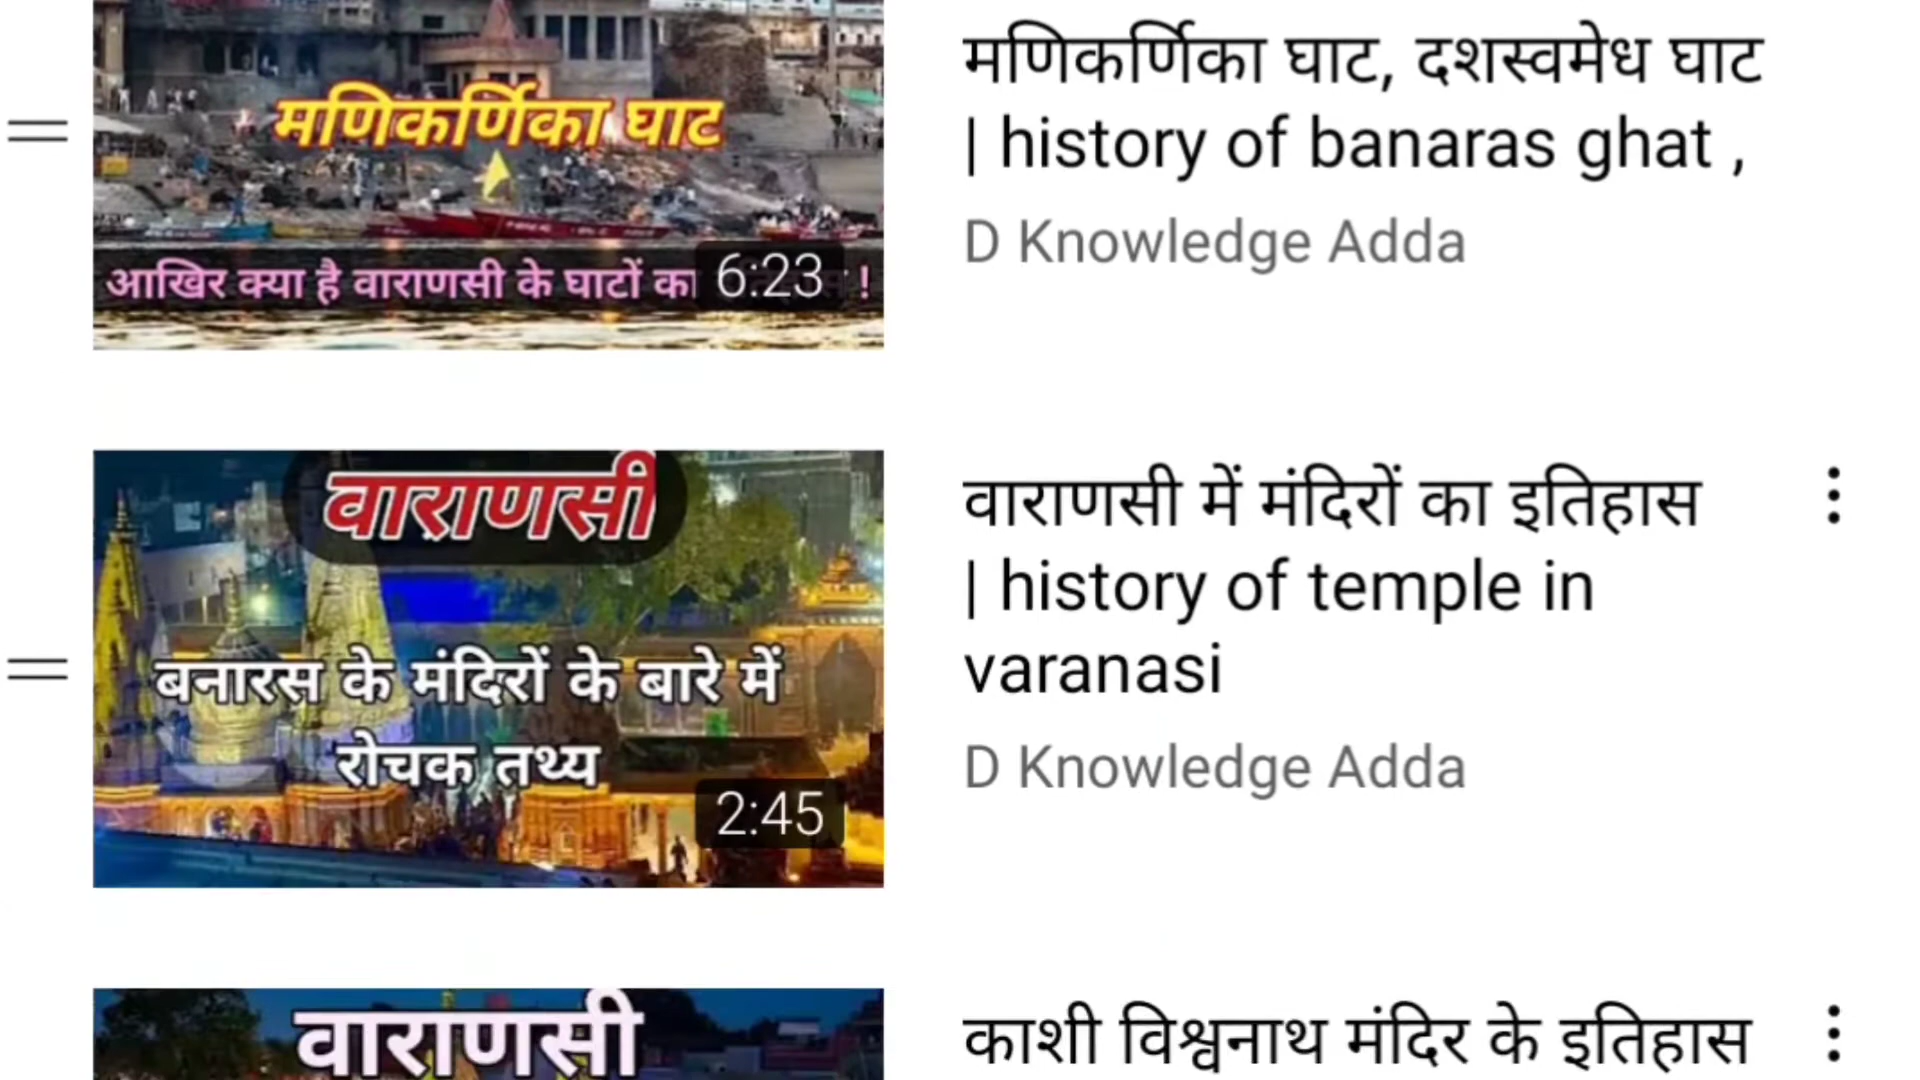 मणिकर्णिका घाट
आखिर क्या है वाराणसी के घाटों का !
6:23
मणिकर्णिका घाट, दशस्वमेध घाट
| history of banaras ghat ,
D Knowledge Adda
वाराणसी
बनारस के मंदिरों के बारे में
रोचक तथ्य
2:45
वाराणसी में मंदिरों का इतिहास
| history of temple in
varanasi
D Knowledge Adda
वाराणसी
काशी विश्वनाथ मंदिर के इतिहास